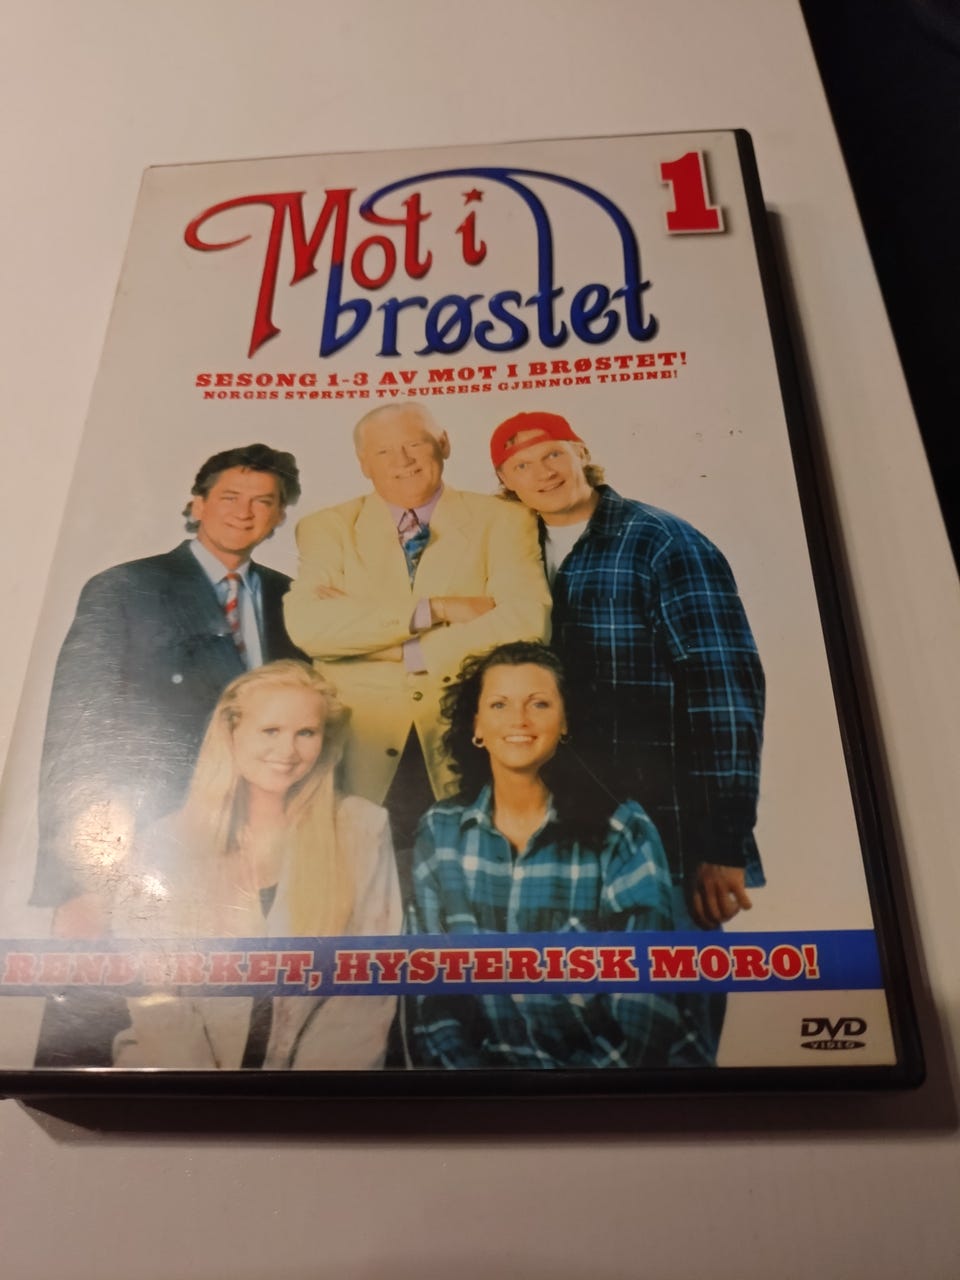 Mot i
brøstet
1
SESONG 1-3 AV MOT I BRØSTET!
NORGES STØRSTE TV-SUKSESS GJENNOM TIDENE!
RENDYRKET, HYSTERISK MORO!
DVD
VIDEO